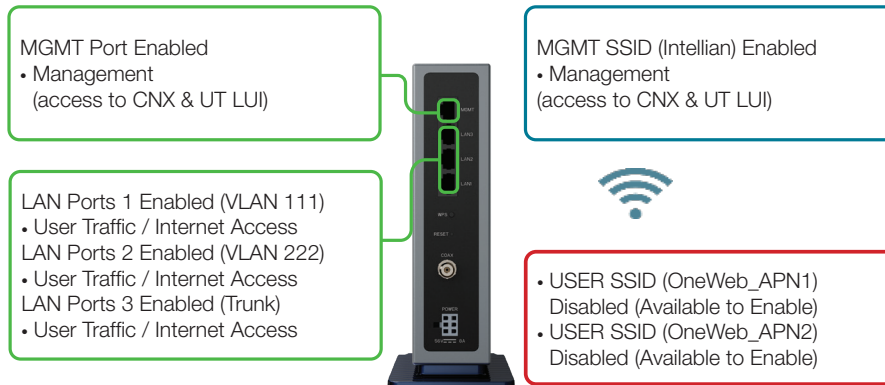 MGMT Port Enabled
• Management
(access to CNX & UT LUI)
LAN Ports 1 Enabled (VLAN 111)
• User Traffic / Internet Access
LAN Ports 2 Enabled (VLAN 222)
• User Traffic / Internet Access
LAN Ports 3 Enabled (Trunk)
• User Traffic / Internet Access
MGMT
LAN3
LAN2
LAN1
WPS
RESET
COAX
POWER
MGMT SSID (Intellian) Enabled
• Management
(access to CNX & UT LUI)
• USER SSID (OneWeb_APN1)
Disabled (Available to Enable)
• USER SSID (OneWeb_APN2)
Disabled (Available to Enable)